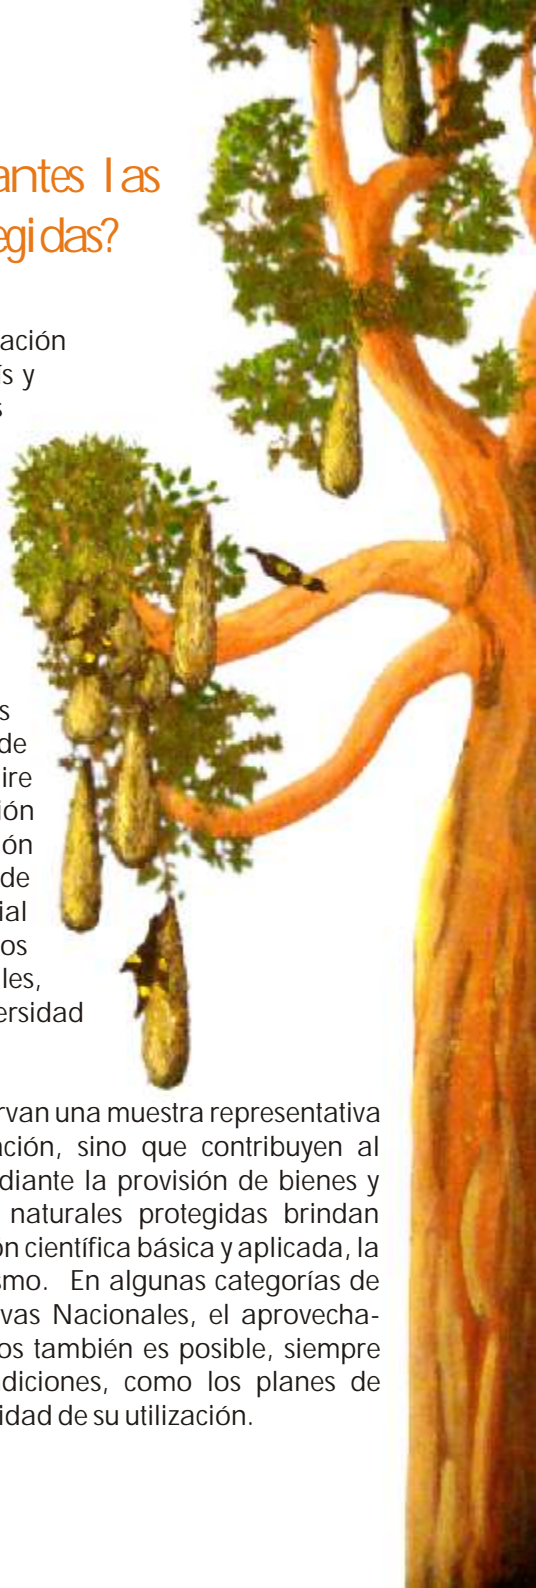 antes las
egidas?
ación
ís y
s
s
de
ire
ión
ón
de
ial
os
les,
ersidad
rvan una muestra representativa
ación, sino que contribuyen al
diante la provisión de bienes y
naturales protegidas brindan
ón científica básica y aplicada, la
smo. En algunas categorías de
vas Nacionales, el aprovecha-
os también es posible, siempre
diciones, como los planes de
idad de su utilización.